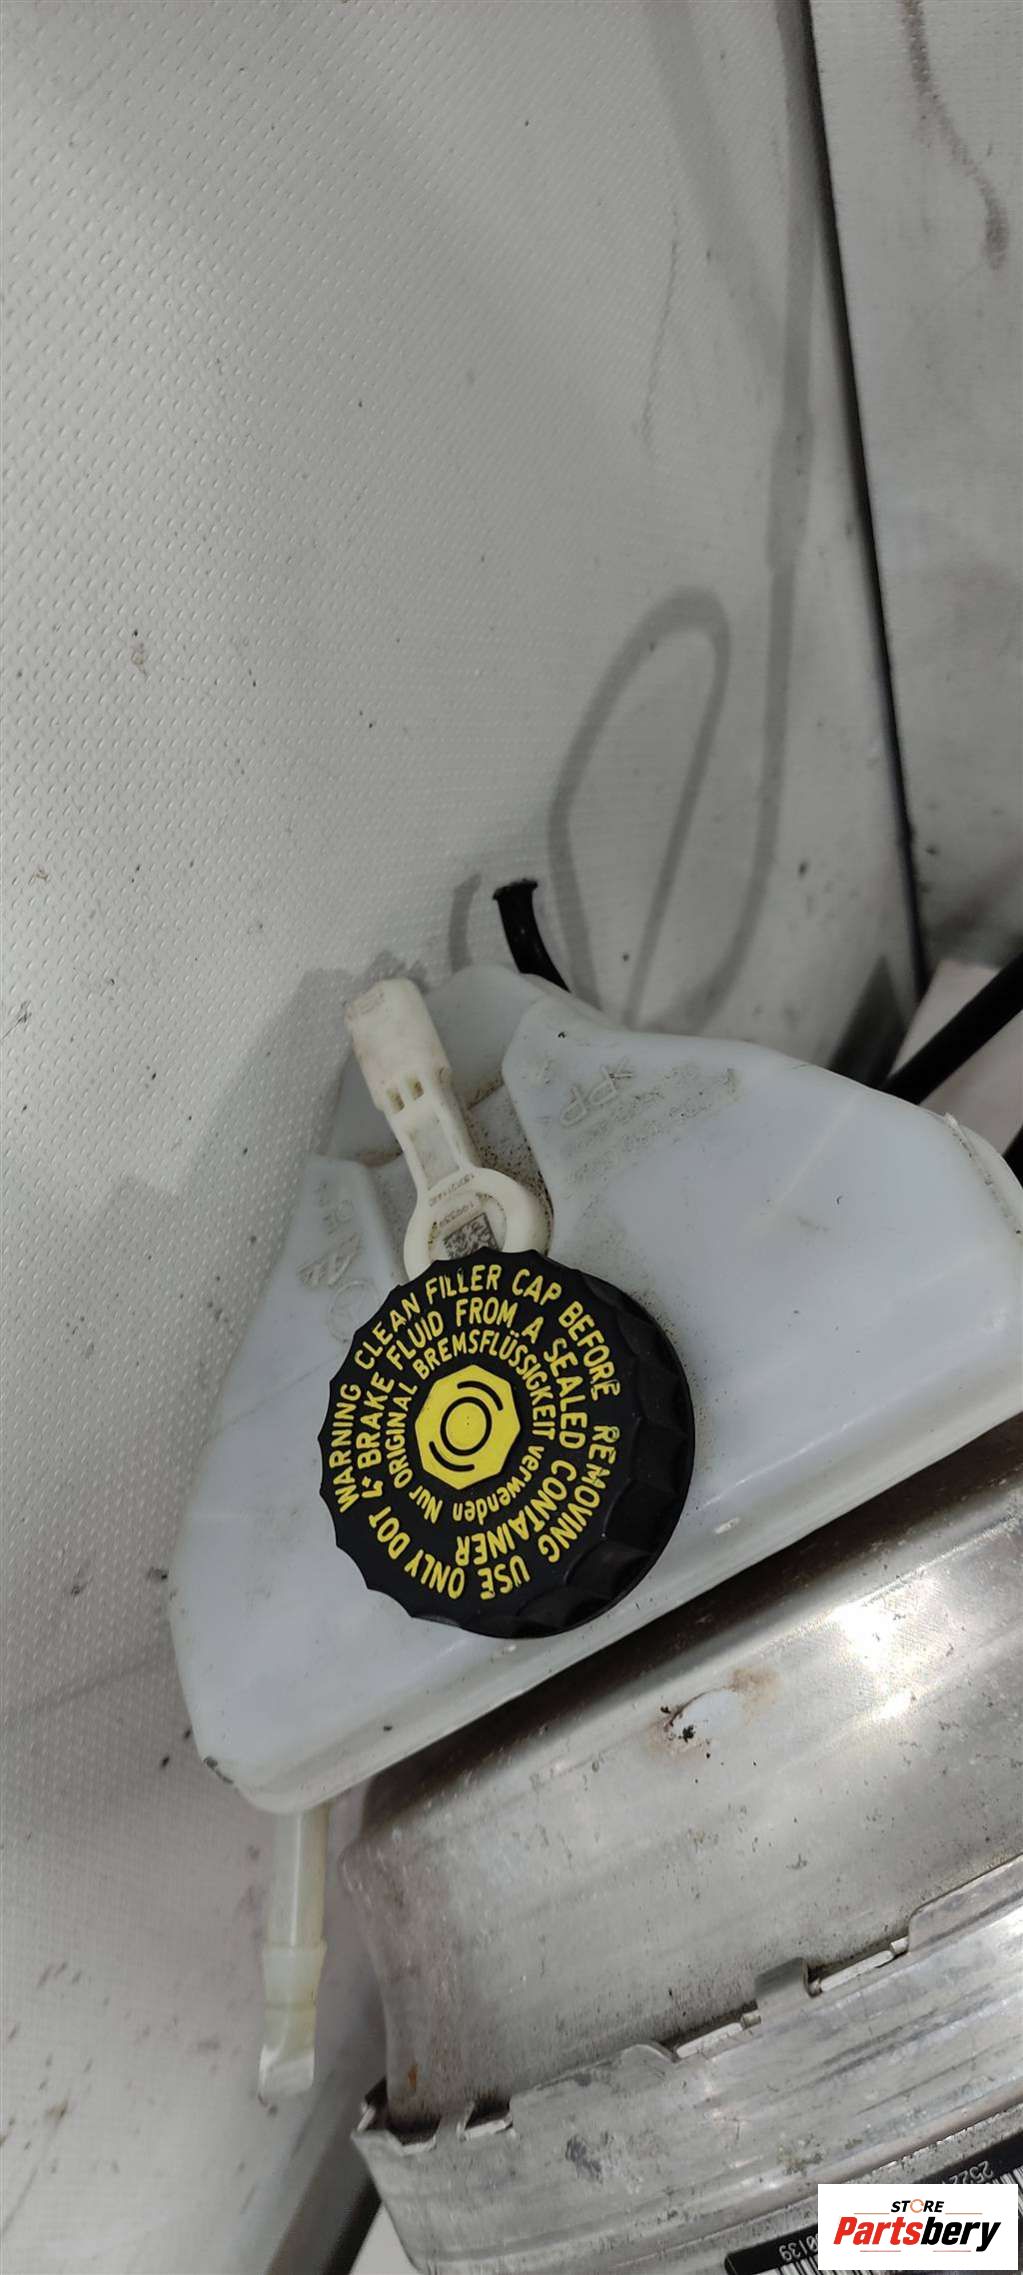 >PP<
WARNING CLEAN FILLER CAP BEFORE REMOVING USE ONLY DOT 4+ BRAKE FLUID FROM A SEALED CONTAINER
Nur ORIGINAL BREMSFLÜSSIGKEIT verwenden
STORE
Partsbery